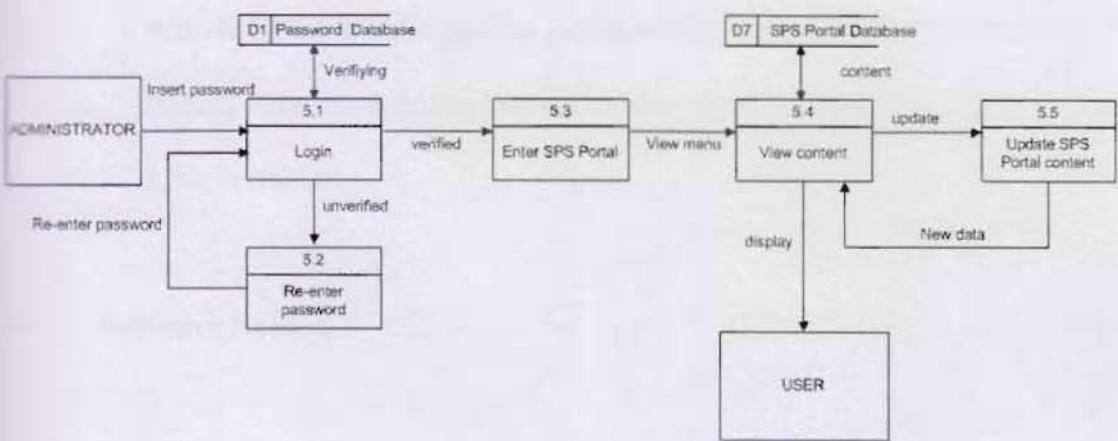 D1 Password Database
D7 SPS Portal Database
Verifiying
content
Insert password
ADMINISTRATOR
5.1
Login
verified
5.3
Enter SPS Portal
View menu
5.4
View content
update
5.5
Update SPS
Portal content
unverified
Re-enter password
5.2
Re-enter
password
display
New data
USER